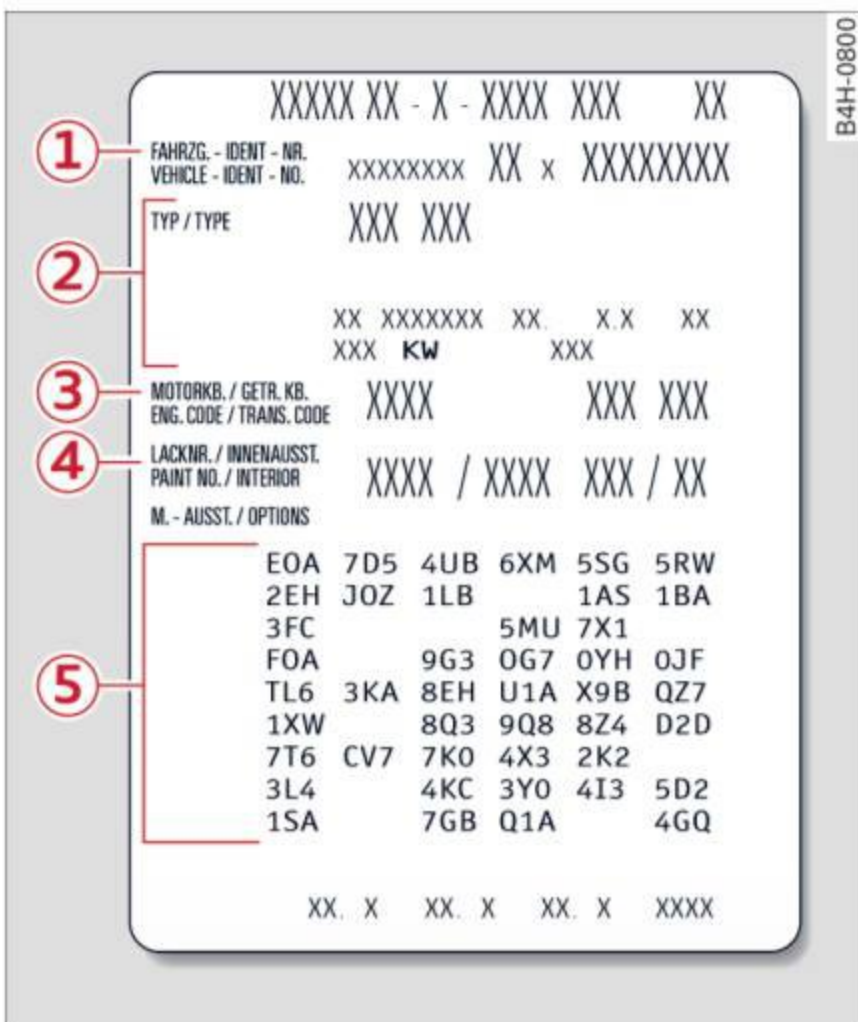 B4H-0800
XXXXX XX - X - XXXX XXX XX
1
FAHRZG. - IDENT - NR.
VEHICLE - IDENT - NO.
XXXXXXXX XX X XXXXXXXX
2
TYP / TYPE XXX XXX
XX XXXXXXX XX. X.X XX
XXX KW XXX
3
MOTORKB. / GETR. KB.
ENG. CODE / TRANS. CODE
XXXX XXX XXX
4
LACKNR. / INNENAUSST.
PAINT NO. / INTERIOR
XXXX / XXXX XXX / XX
M. - AUSST. / OPTIONS
5
EOA 7D5 4UB 6XM 5SG 5RW
2EH JOZ 1LB 1AS 1BA
3FC 5MU 7X1
FOA 9G3 OG7 OYH OJF
TL6 3KA 8EH U1A X9B QZ7
1XW 8Q3 9Q8 8Z4 D2D
7T6 CV7 7K0 4X3 2K2
3L4 4KC 3Y0 4I3 5D2
1SA 7GB Q1A 4GQ
XX. X XX. X XX. X XXXX